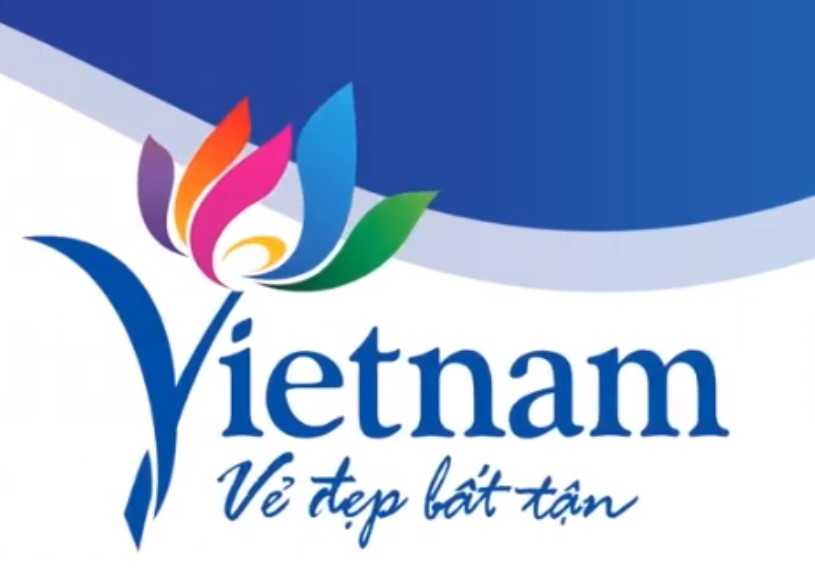 Vietnam
Vẻ đẹp bất tận